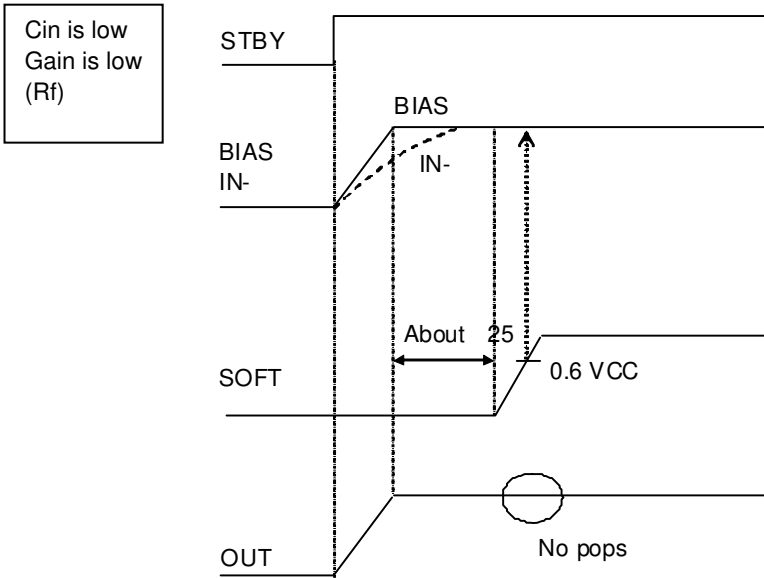 Cin is low
Gain is low
(Rf)
STBY
BIAS
BIAS
IN-
IN-
About 25
SOFT
0.6 VCC
No pops
OUT